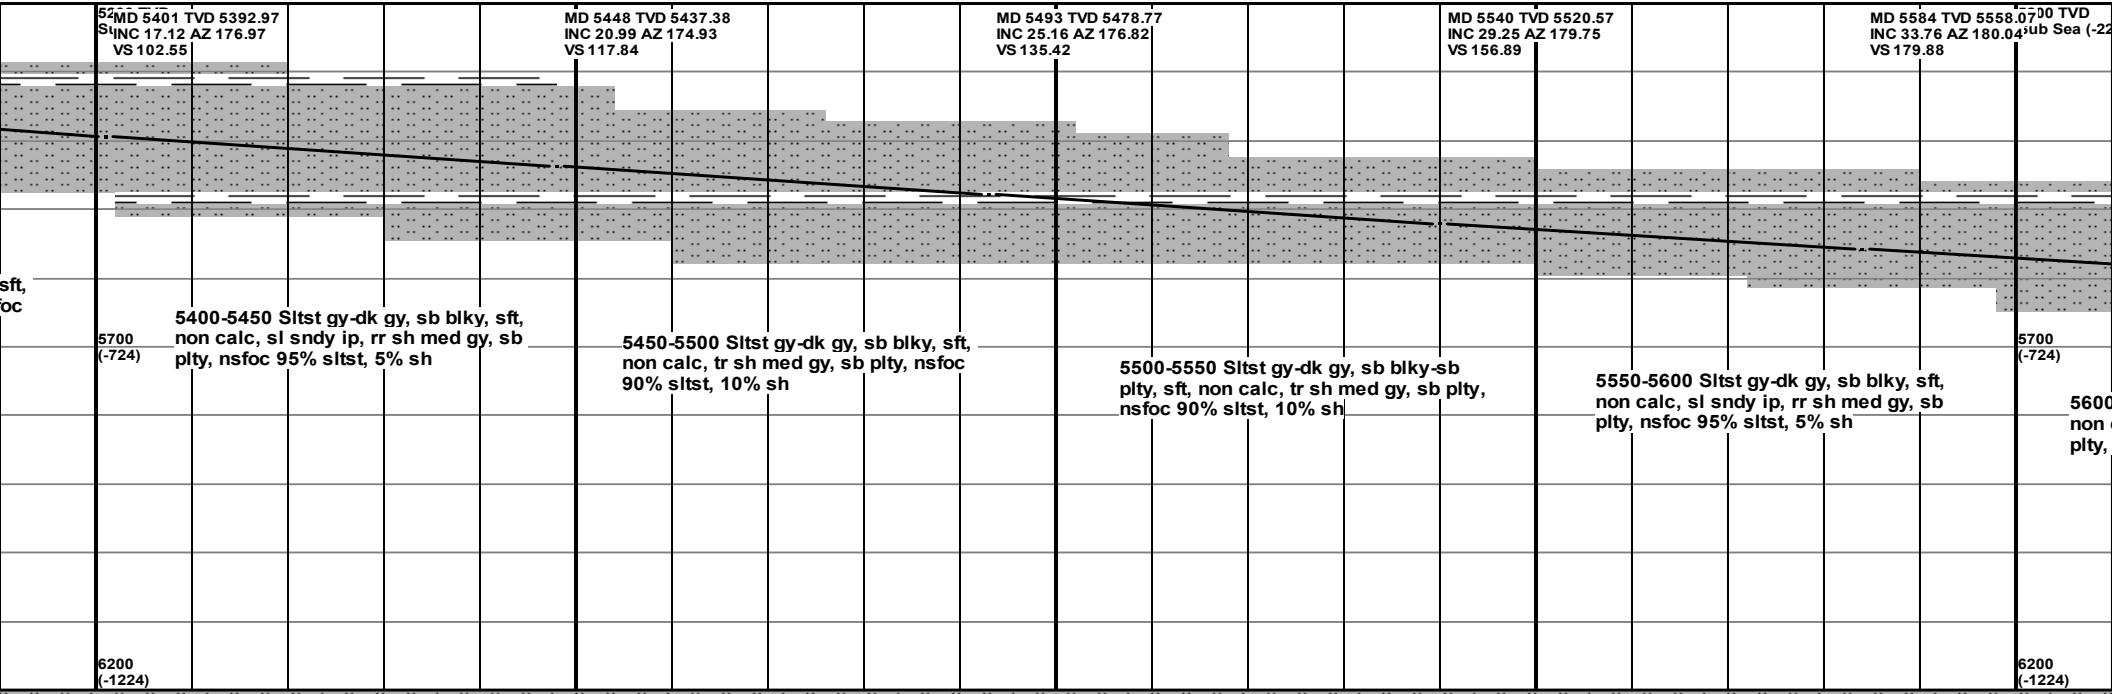 MD 5401 TVD 5392.97
INC 17.12 AZ 176.97
VS 102.55
MD 5448 TVD 5437.38
INC 20.99 AZ 174.93
VS 117.84
MD 5493 TVD 5478.77
INC 25.16 AZ 176.82
VS 135.42
MD 5540 TVD 5520.57
INC 29.25 AZ 179.75
VS 156.89
MD 5584 TVD 5558.07
INC 33.76 AZ 180.04
VS 179.88
TVD
Sub Sea (-22
sft,
foc
5400-5450 Sltst gy-dk gy, sb blky, sft,
non calc, sl sndy ip, rr sh med gy, sb
plty, nsfoc 95% sltst, 5% sh
5450-5500 Sltst gy-dk gy, sb blky, sft,
non calc, tr sh med gy, sb plty, nsfoc
90% sltst, 10% sh
5500-5550 Sltst gy-dk gy, sb blky-sb
plty, sft, non calc, tr sh med gy, sb plty,
nsfoc 90% sltst, 10% sh
5550-5600 Sltst gy-dk gy, sb blky, sft,
non calc, sl sndy ip, rr sh med gy, sb
plty, nsfoc 95% sltst, 5% sh
5600
non
plty,
5700
(-724)
5700
(-724)
6200
(-1224)
6200
(-1224)